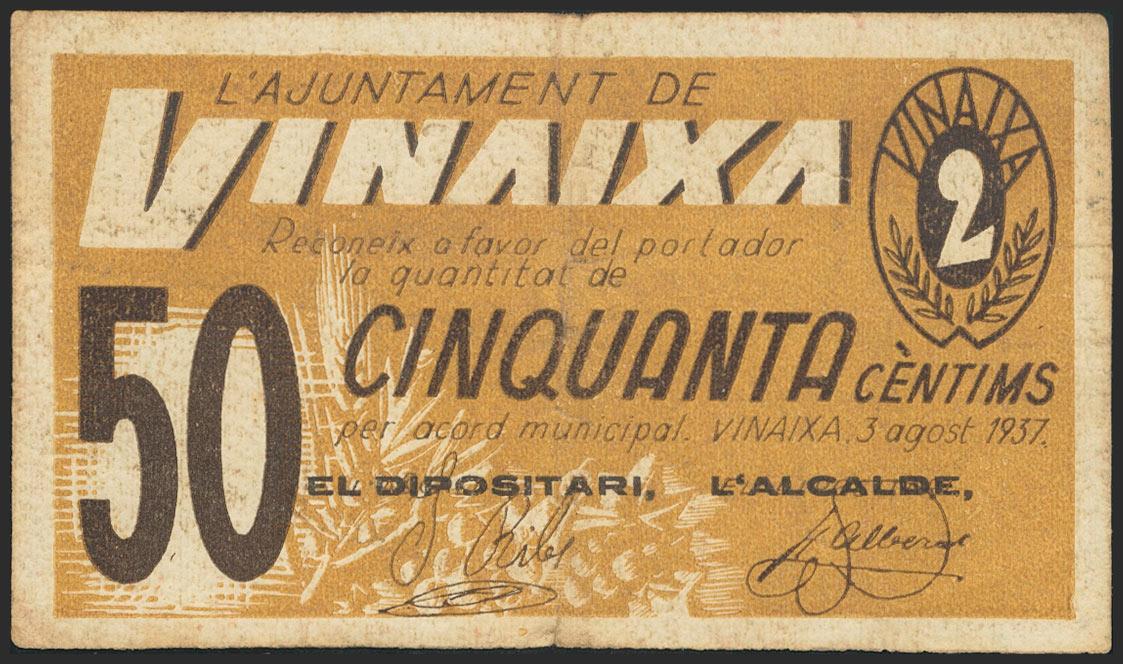 L'AJUNTAMENT DE
VINAIXA
VINAIXA
2
Reconeix a favor del portador
la quantitat de
50
CINQUANTA CÈNTIMS
per acord municipal. VINAIXA. 3 agost 1937.
EL DIPOSITARI, L'ALCALDE,